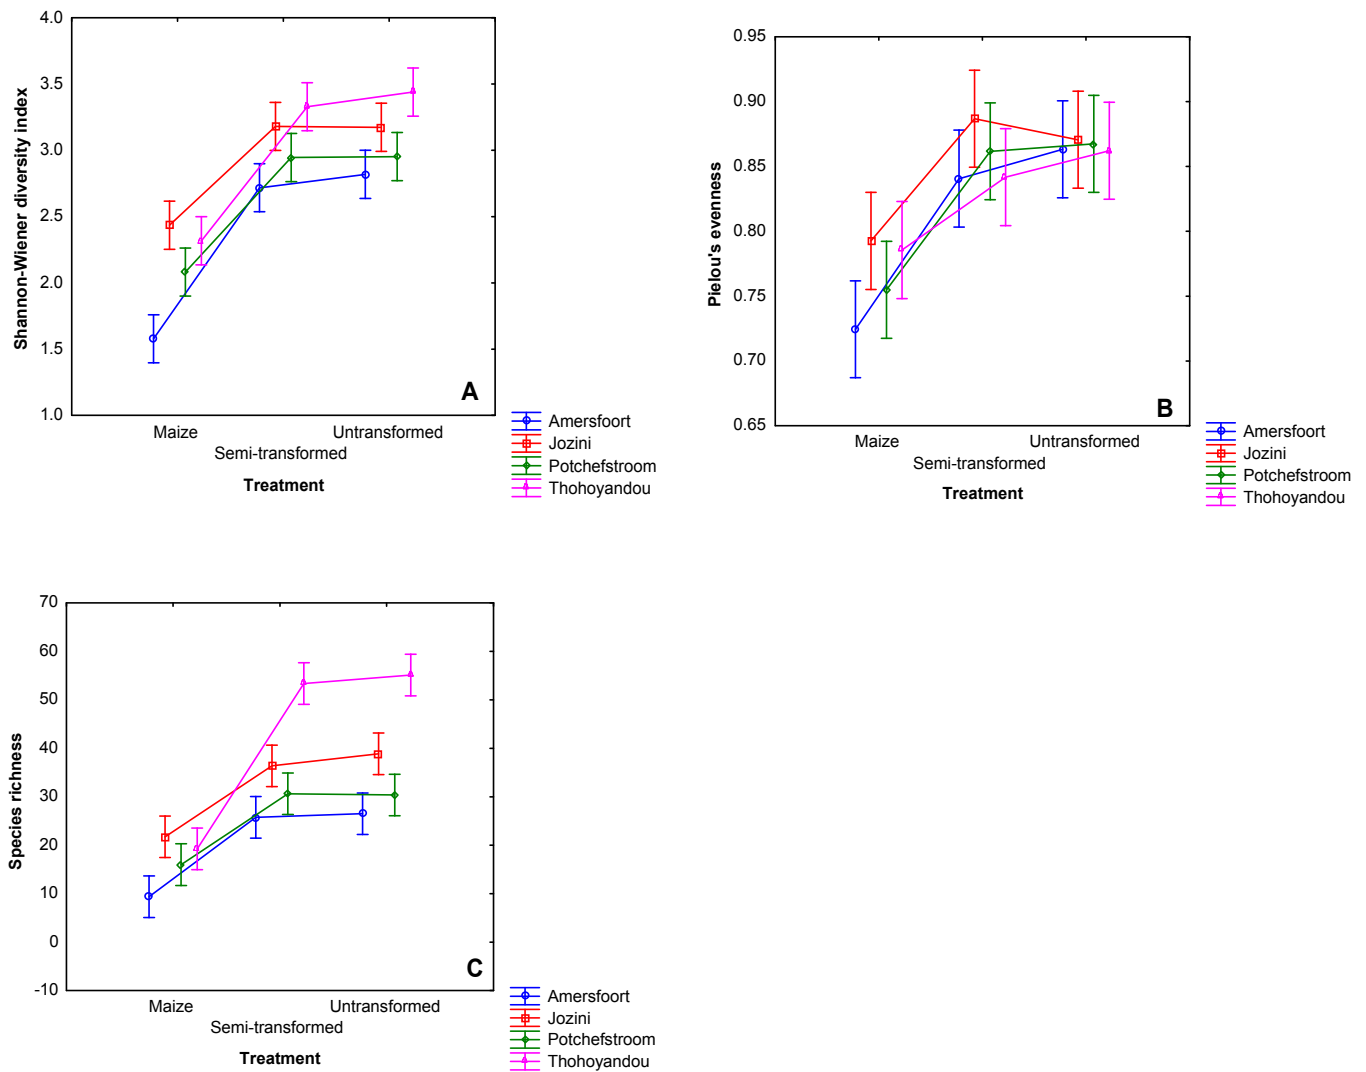 4.0
3.5
3.0
2.5
2.0
1.5
1.0
Shannon-Wiener diversity index
A
Maize
Untransformed
Semi-transformed
Treatment
Amersfoort
Jozini
Potchefstroom
Thohoyandou
0.95
0.90
0.85
0.80
0.75
0.70
0.65
Pielou's evenness
B
Maize
Untransformed
Semi-transformed
Treatment
Amersfoort
Jozini
Potchefstroom
Thohoyandou
70
60
50
40
30
20
10
0
-10
Species richness
C
Maize
Untransformed
Semi-transformed
Treatment
Amersfoort
Jozini
Potchefstroom
Thohoyandou